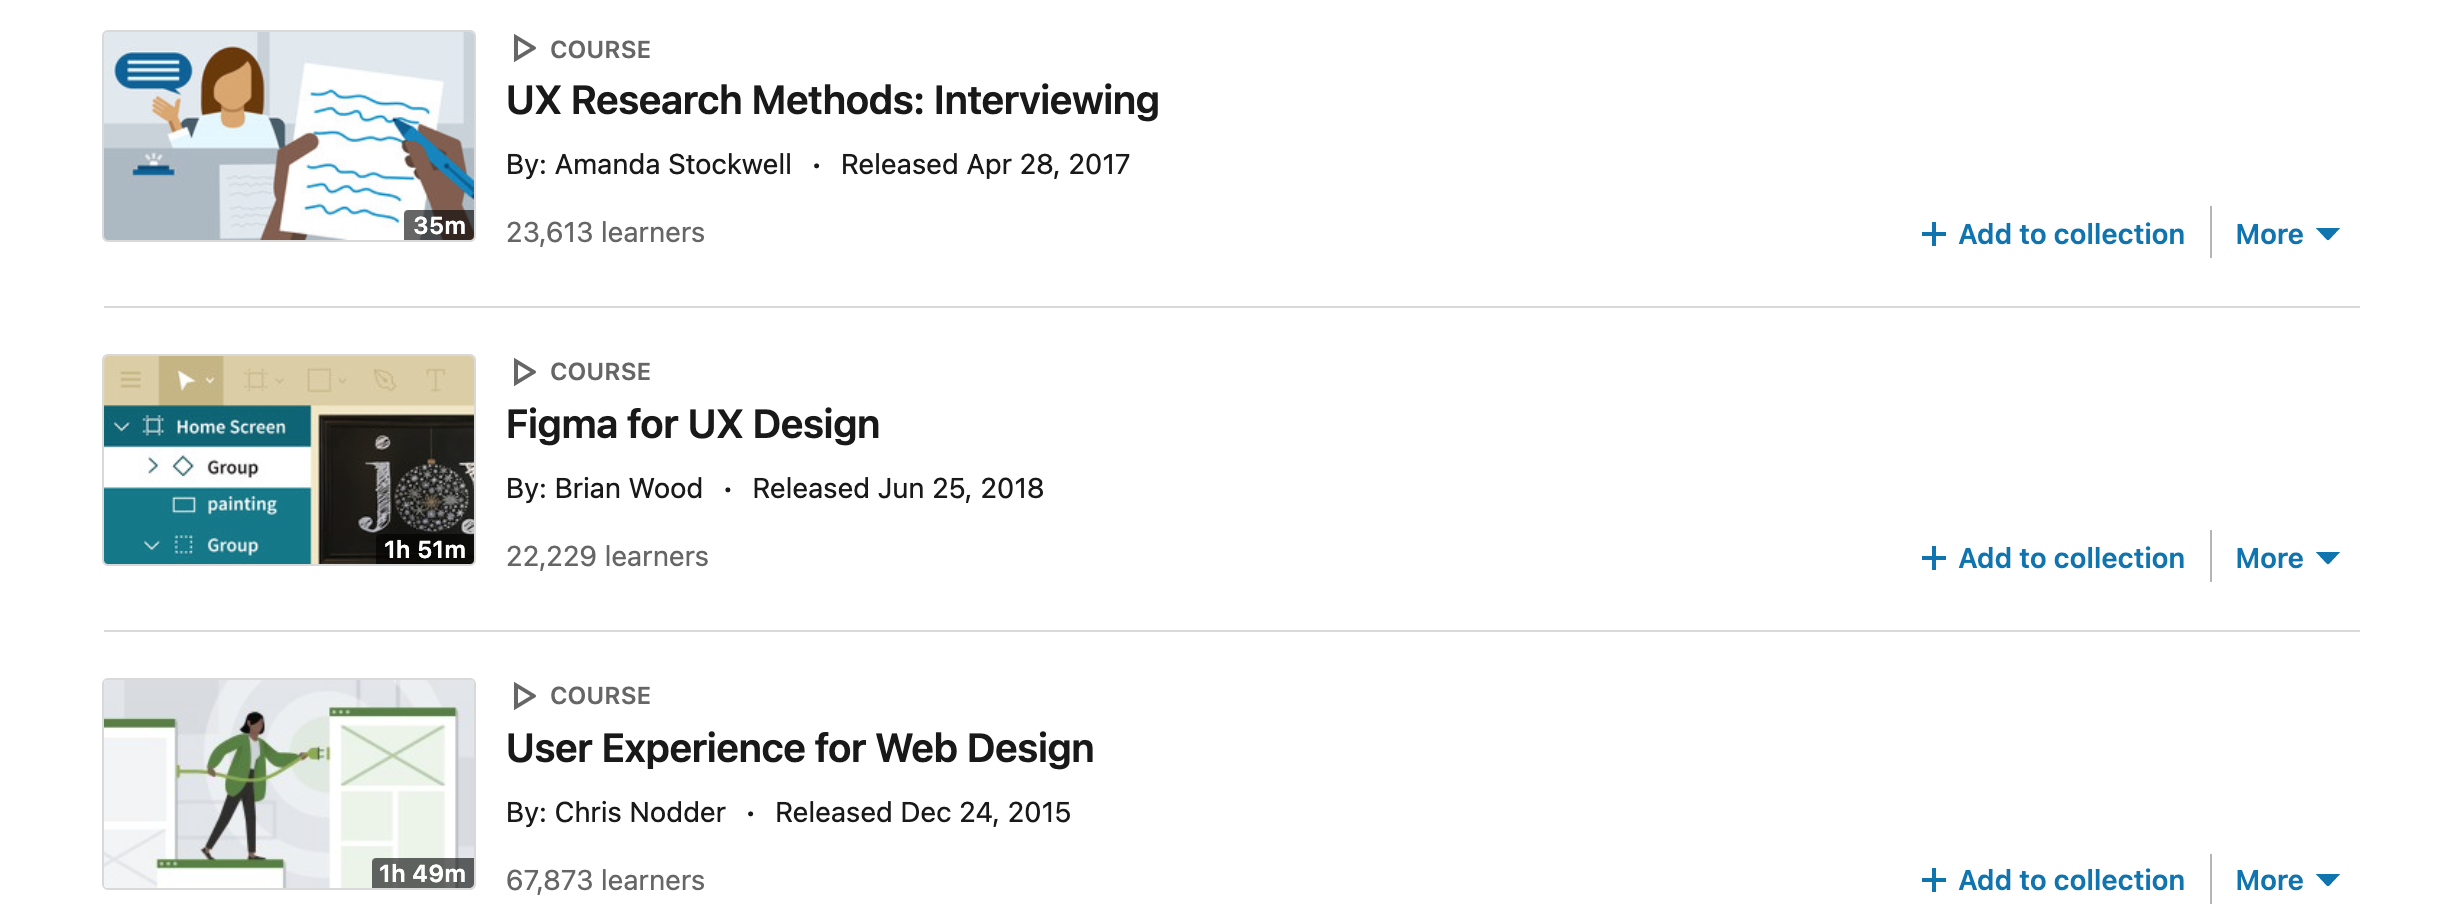 COURSE
UX Research Methods: Interviewing
By: Amanda Stockwell · Released Apr 28, 2017
35m
23,613 learners
+ Add to collection
More
COURSE
Figma for UX Design
By: Brian Wood · Released Jun 25, 2018
T
Home Screen
Group
painting
Group
jo
1h 51m
22,229 learners
+ Add to collection
More
COURSE
User Experience for Web Design
By: Chris Nodder · Released Dec 24, 2015
1h 49m
67,873 learners
+ Add to collection
More